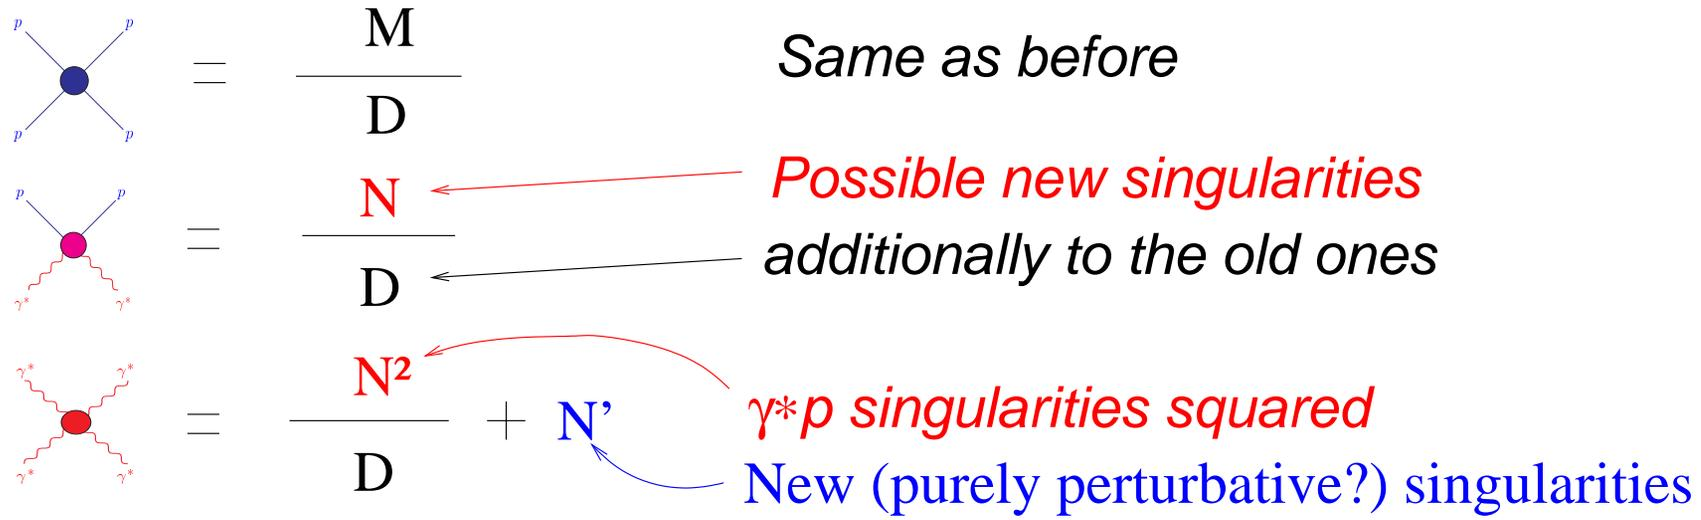 p p
M
= Same as before
D
p p
N Possible new singularities
p p
= additionally to the old ones
D
γ* γ*
γ* γ*
N²
= + N' γ*p singularities squared
D New (purely perturbative?) singularities
γ* γ*